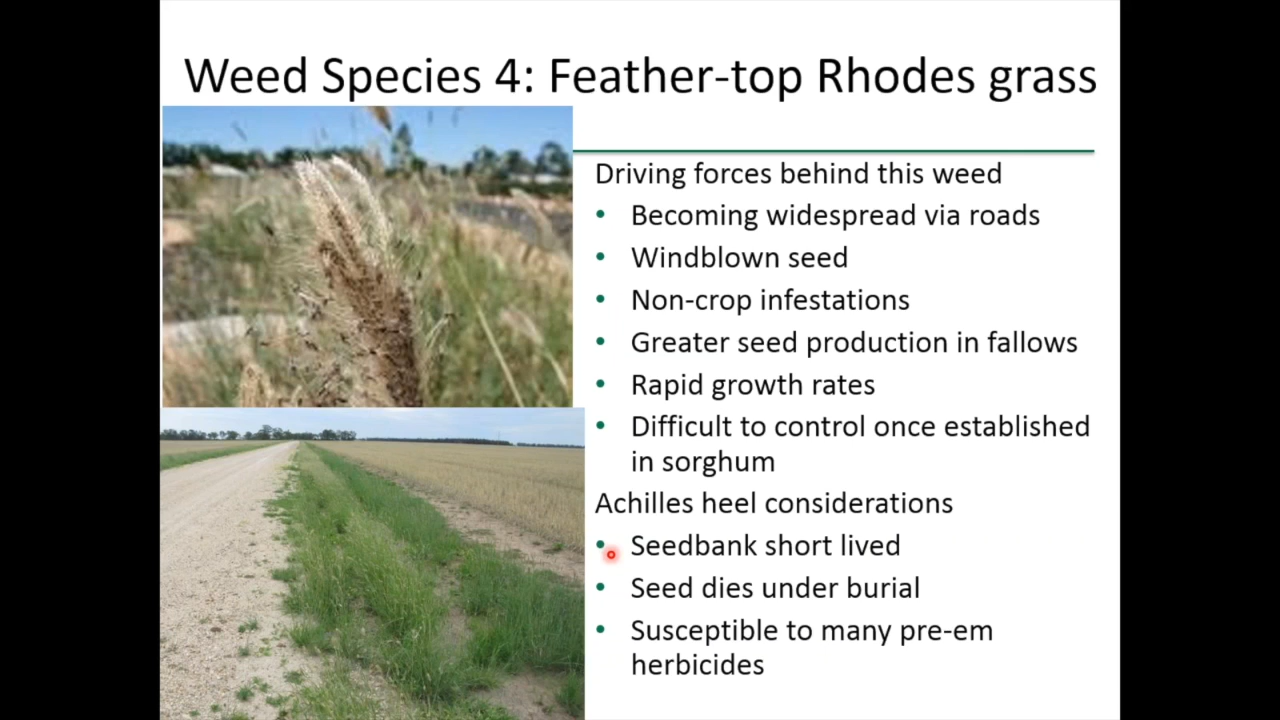 Weed Species 4: Feather-top Rhodes grass
Driving forces behind this weed
• Becoming widespread via roads
• Windblown seed
• Non-crop infestations
• Greater seed production in fallows
• Rapid growth rates
• Difficult to control once established
in sorghum
Achilles heel considerations
• Seedbank short lived
• Seed dies under burial
• Susceptible to many pre-em
herbicides